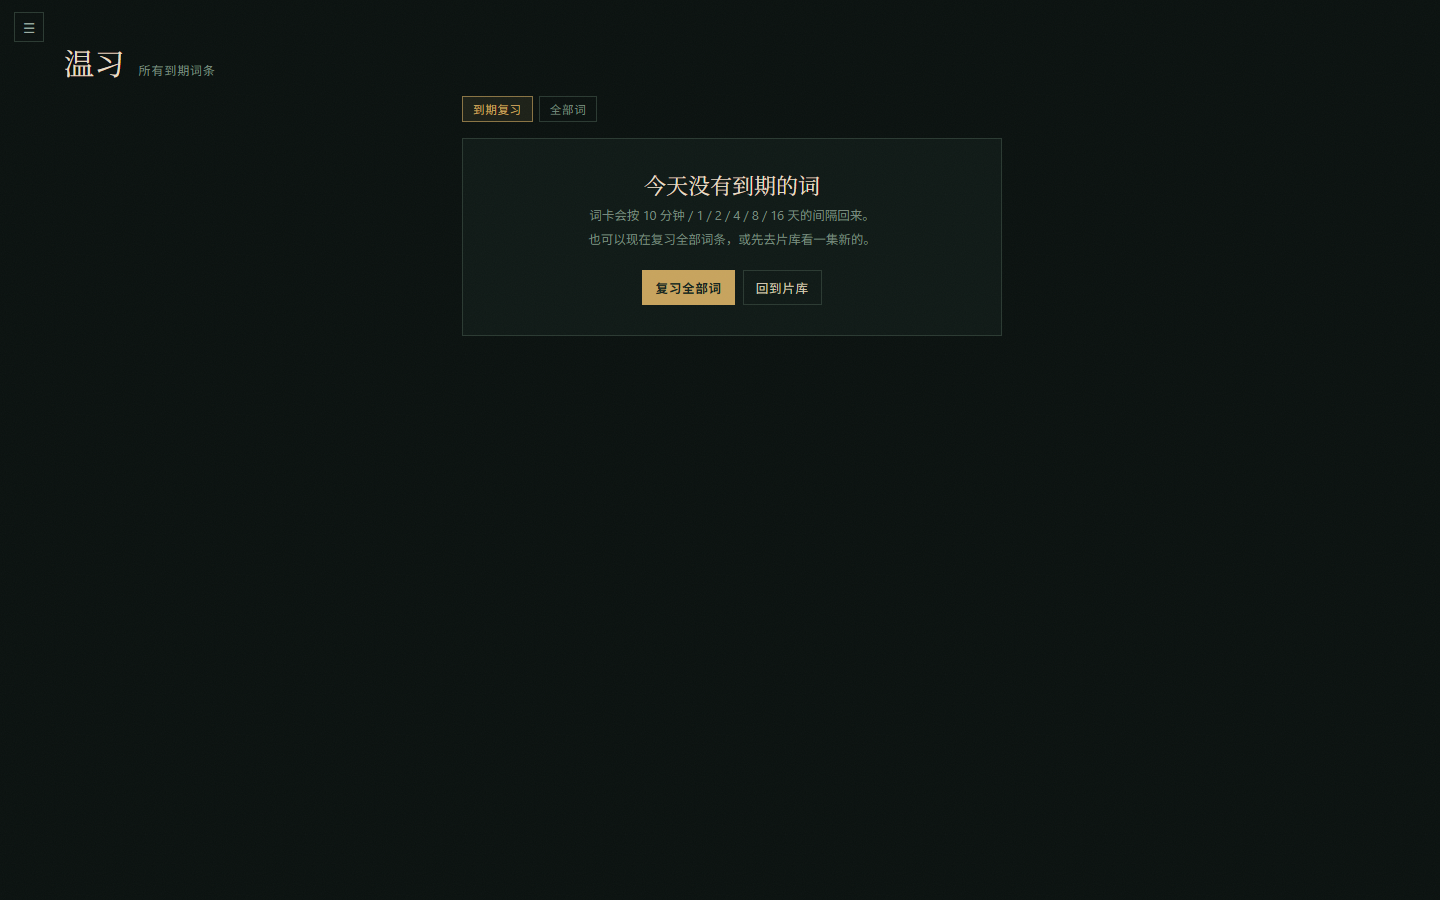 ☰
温习 所有到期词条
到期复习 全部词
今天没有到期的词
词卡会按 10 分钟 / 1 / 2 / 4 / 8 / 16 天的间隔回来。
也可以现在复习全部词条，或先去片库看一集新的。
复习全部词 回到片库